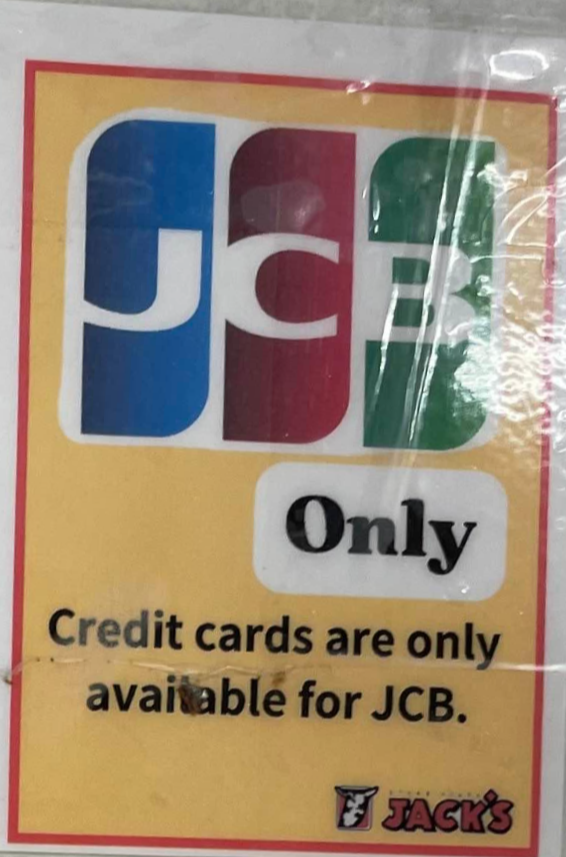 JCB
Only
Credit cards are only
available for JCB.
JACK'S